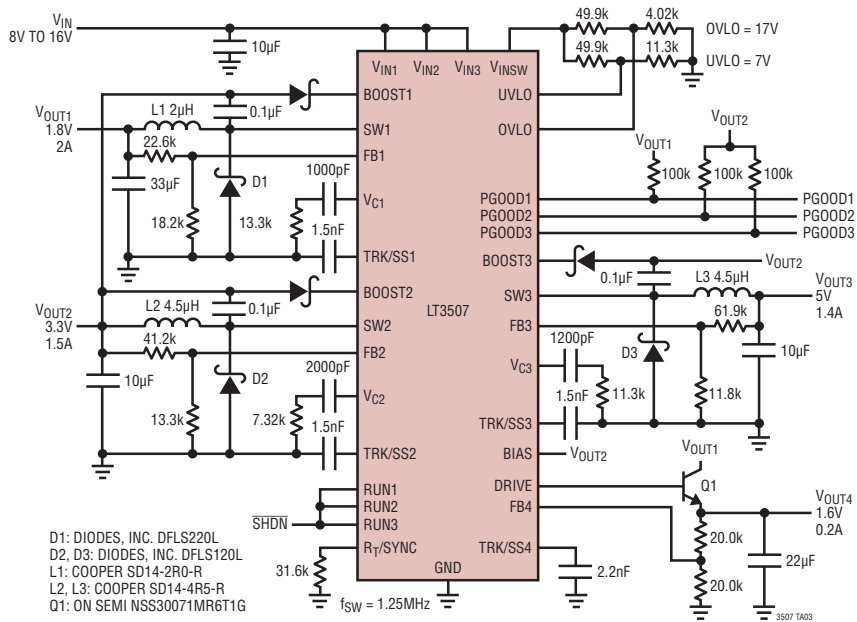 VIN
8V TO 16V
10µF
49.9k
4.02k
OVLO = 17V
49.9k
11.3k
UVLO = 7V
VIN1
VIN2
VIN3
VINSW
BOOST1
UVLO
VOUT1
1.8V
2A
L1 2µH
0.1µF
SW1
OVLO
22.6k
FB1
VOUT1
VOUT2
100k
100k
100k
33µF
D1
1000pF
VC1
18.2k
13.3k
1.5nF
TRK/SS1
PGOOD1
PGOOD1
PGOOD2
PGOOD2
PGOOD3
PGOOD3
BOOST3
VOUT2
0.1µF
BOOST2
LT3507
SW3
L3 4.5µH
VOUT3
5V
1.4A
VOUT2
3.3V
1.5A
L2 4.5µH
0.1µF
SW2
FB3
61.9k
41.2k
FB2
1200pF
D3
10µF
10µF
D2
2000pF
VC2
VC3
11.3k
11.8k
13.3k
7.32k
1.5nF
1.5nF
TRK/SS2
TRK/SS3
BIAS
VOUT2
VOUT1
DRIVE
Q1
RUN1
RUN2
RUN3
SHDN
FB4
VOUT4
1.6V
0.2A
20.0k
22µF
20.0k
RT/SYNC
31.6k
GND
TRK/SS4
2.2nF
fSW = 1.25MHz
D1: DIODES, INC. DFLS220L
D2, D3: DIODES, INC. DFLS120L
L1: COOPER SD14-2R0-R
L2, L3: COOPER SD14-4R5-R
Q1: ON SEMI NSS30071MR6T1G
3507 TA03